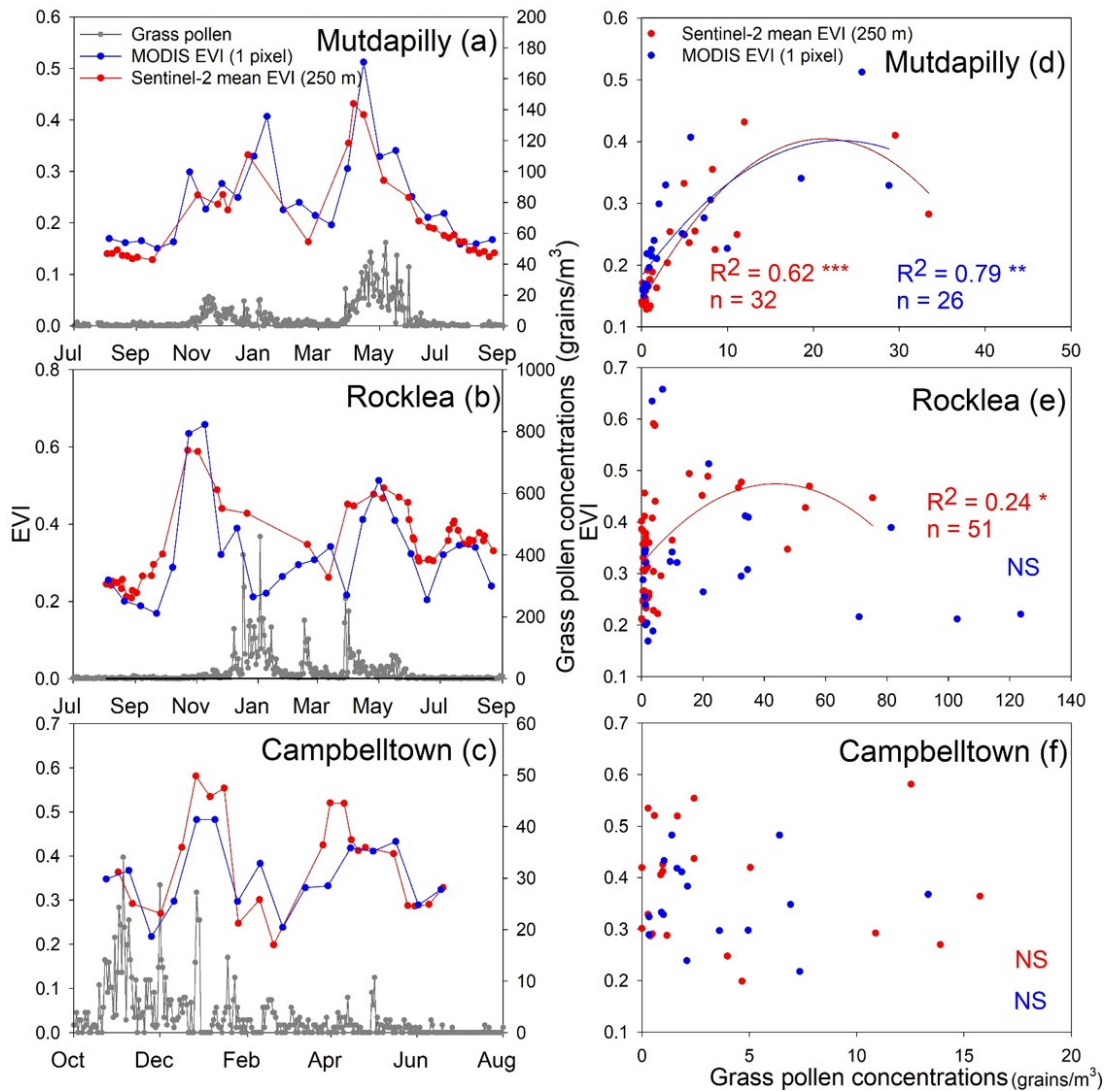 Grass pollen
MODIS EVI (1 pixel)
Sentinel-2 mean EVI (250 m)
Mutdapilly (a)
0.6
0.5
0.4
0.3
0.2
0.1
0.0
200
180
160
140
120
100
80
60
40
20
0
Jul Sep Nov Jan Mar May Jul Sep
Sentinel-2 mean EVI (250 m)
MODIS EVI (1 pixel)
Mutdapilly (d)
0.6
0.5
0.4
0.3
0.2
0.1
R² = 0.62 ***
n = 32
R² = 0.79 **
n = 26
0 10 20 30 40 50
Rocklea (b)
0.8
0.6
0.4
0.2
0.0
1000
800
600
400
200
0
EVI
Grass pollen concentrations (grains/m³)
Jul Sep Nov Jan Mar May Jul Sep
Rocklea (e)
0.7
0.6
0.5
0.4
0.3
0.2
0.1
EVI
R² = 0.24 *
n = 51
NS
0 20 40 60 80 100 120 140
Campbelltown (c)
0.7
0.6
0.5
0.4
0.3
0.2
0.1
0.0
60
50
40
30
20
10
0
Oct Dec Feb Apr Jun Aug
Campbelltown (f)
0.7
0.6
0.5
0.4
0.3
0.2
0.1
NS
NS
0 5 10 15 20
Grass pollen concentrations (grains/m³)